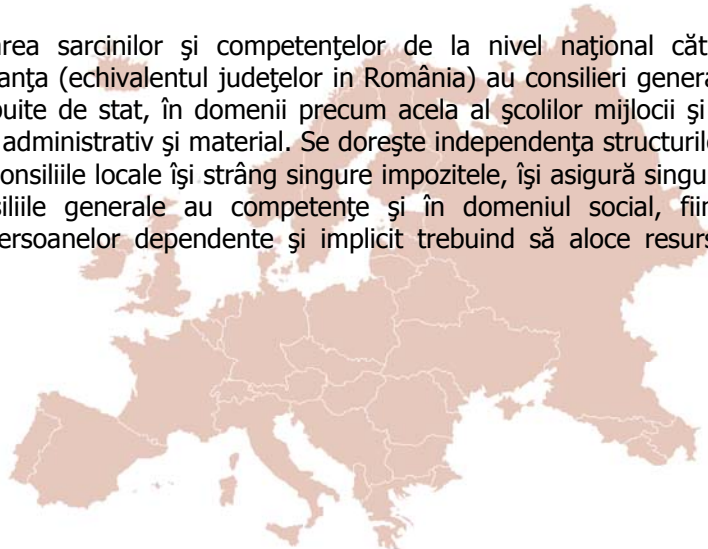 area sarcinilor şi competenţelor de la nivel naţional căt
anţa (echivalentul judeţelor in România) au consilieri genera
buite de stat, în domenii precum acela al şcolilor mijlocii şi
administrativ şi material. Se doreşte independenţa structuril
onsiliile locale îşi strâng singure impozitele, îşi asigură singu
siliile generale au competenţe şi în domeniul social, fiin
ersoanelor dependente şi implicit trebuind să aloce resurs